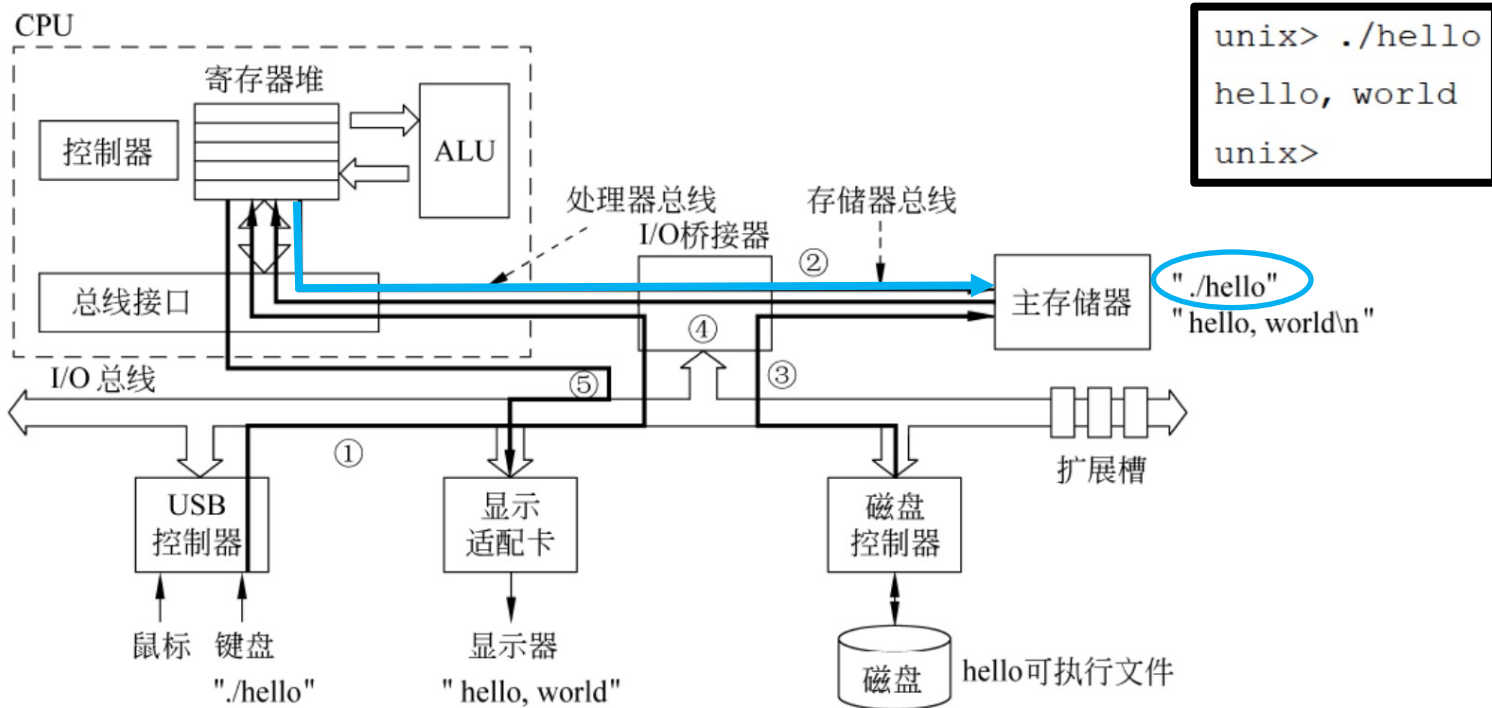 CPU
寄存器堆
控制器
ALU
总线接口
处理器总线
I/O桥接器
存储器总线
②
④
③
⑤
①
主存储器
"./hello"
"hello, world\n"
unix> ./hello
hello, world
unix>
I/O 总线
扩展槽
USB
控制器
显示
适配卡
磁盘
控制器
鼠标
键盘
"./hello"
显示器
"hello, world"
磁盘
hello可执行文件